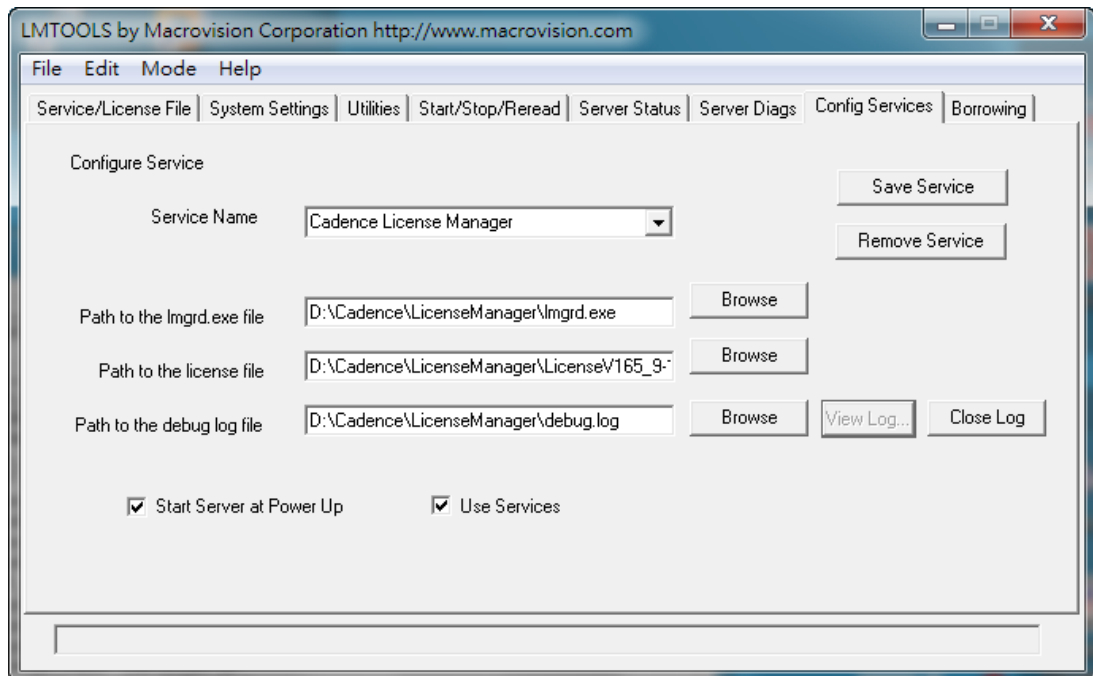 LMTOOLS by Macrovision Corporation http://www.macrovision.com
File Edit Mode Help
Service/License File System Settings Utilities Start/Stop/Reread Server Status Server Diags Config Services Borrowing
Configure Service
Save Service
Service Name Cadence License Manager
Remove Service
Path to the lmgrd.exe file D:\Cadence\LicenseManager\lmgrd.exe Browse
Path to the license file D:\Cadence\LicenseManager\LicenseV165_9- Browse
Path to the debug log file D:\Cadence\LicenseManager\debug.log Browse View Log... Close Log
Start Server at Power Up Use Services